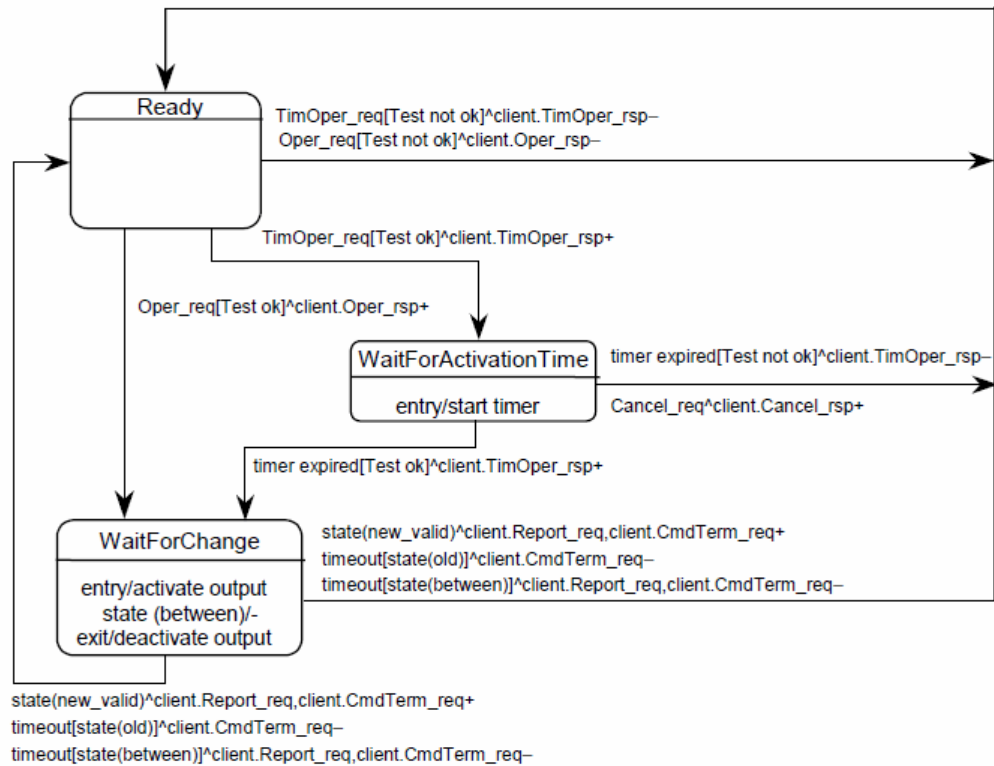 Ready
TimOper_req[Test not ok]^client.TimOper_rsp–
Oper_req[Test not ok]^client.Oper_rsp–
TimOper_req[Test ok]^client.TimOper_rsp+
Oper_req[Test ok]^client.Oper_rsp+
WaitForActivationTime
entry/start timer
timer expired[Test not ok]^client.TimOper_rsp–
Cancel_req^client.Cancel_rsp+
timer expired[Test ok]^client.TimOper_rsp+
WaitForChange
entry/activate output
state (between)/-
exit/deactivate output
state(new_valid)^client.Report_req,client.CmdTerm_req+
timeout[state(old)]^client.CmdTerm_req–
timeout[state(between)]^client.Report_req,client.CmdTerm_req–
state(new_valid)^client.Report_req,client.CmdTerm_req+
timeout[state(old)]^client.CmdTerm_req–
timeout[state(between)]^client.Report_req,client.CmdTerm_req–